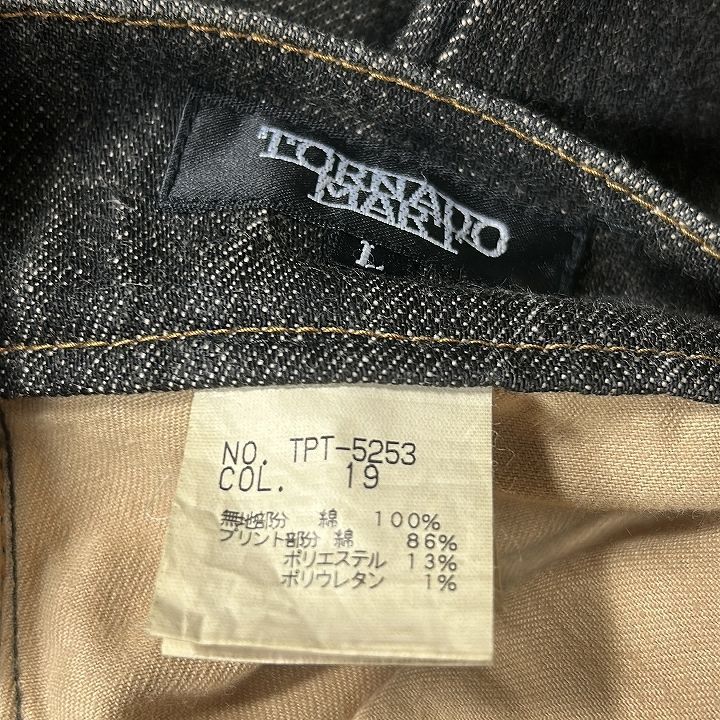 TORNADO
MART
L
NO. TPT-5253
COL. 19
無地部分 綿 100%
プリント部分 綿 86%
ポリエステル 13%
ポリウレタン 1%